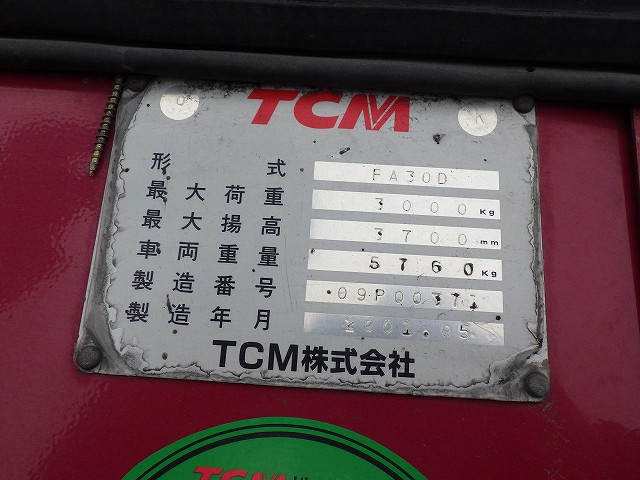 TCM
O K
形式 FA30D
最大荷重 3000 Kg
最大揚高 3700 mm
車両重量 5760 Kg
製造番号
製造年月
TCM株式会社
TCM